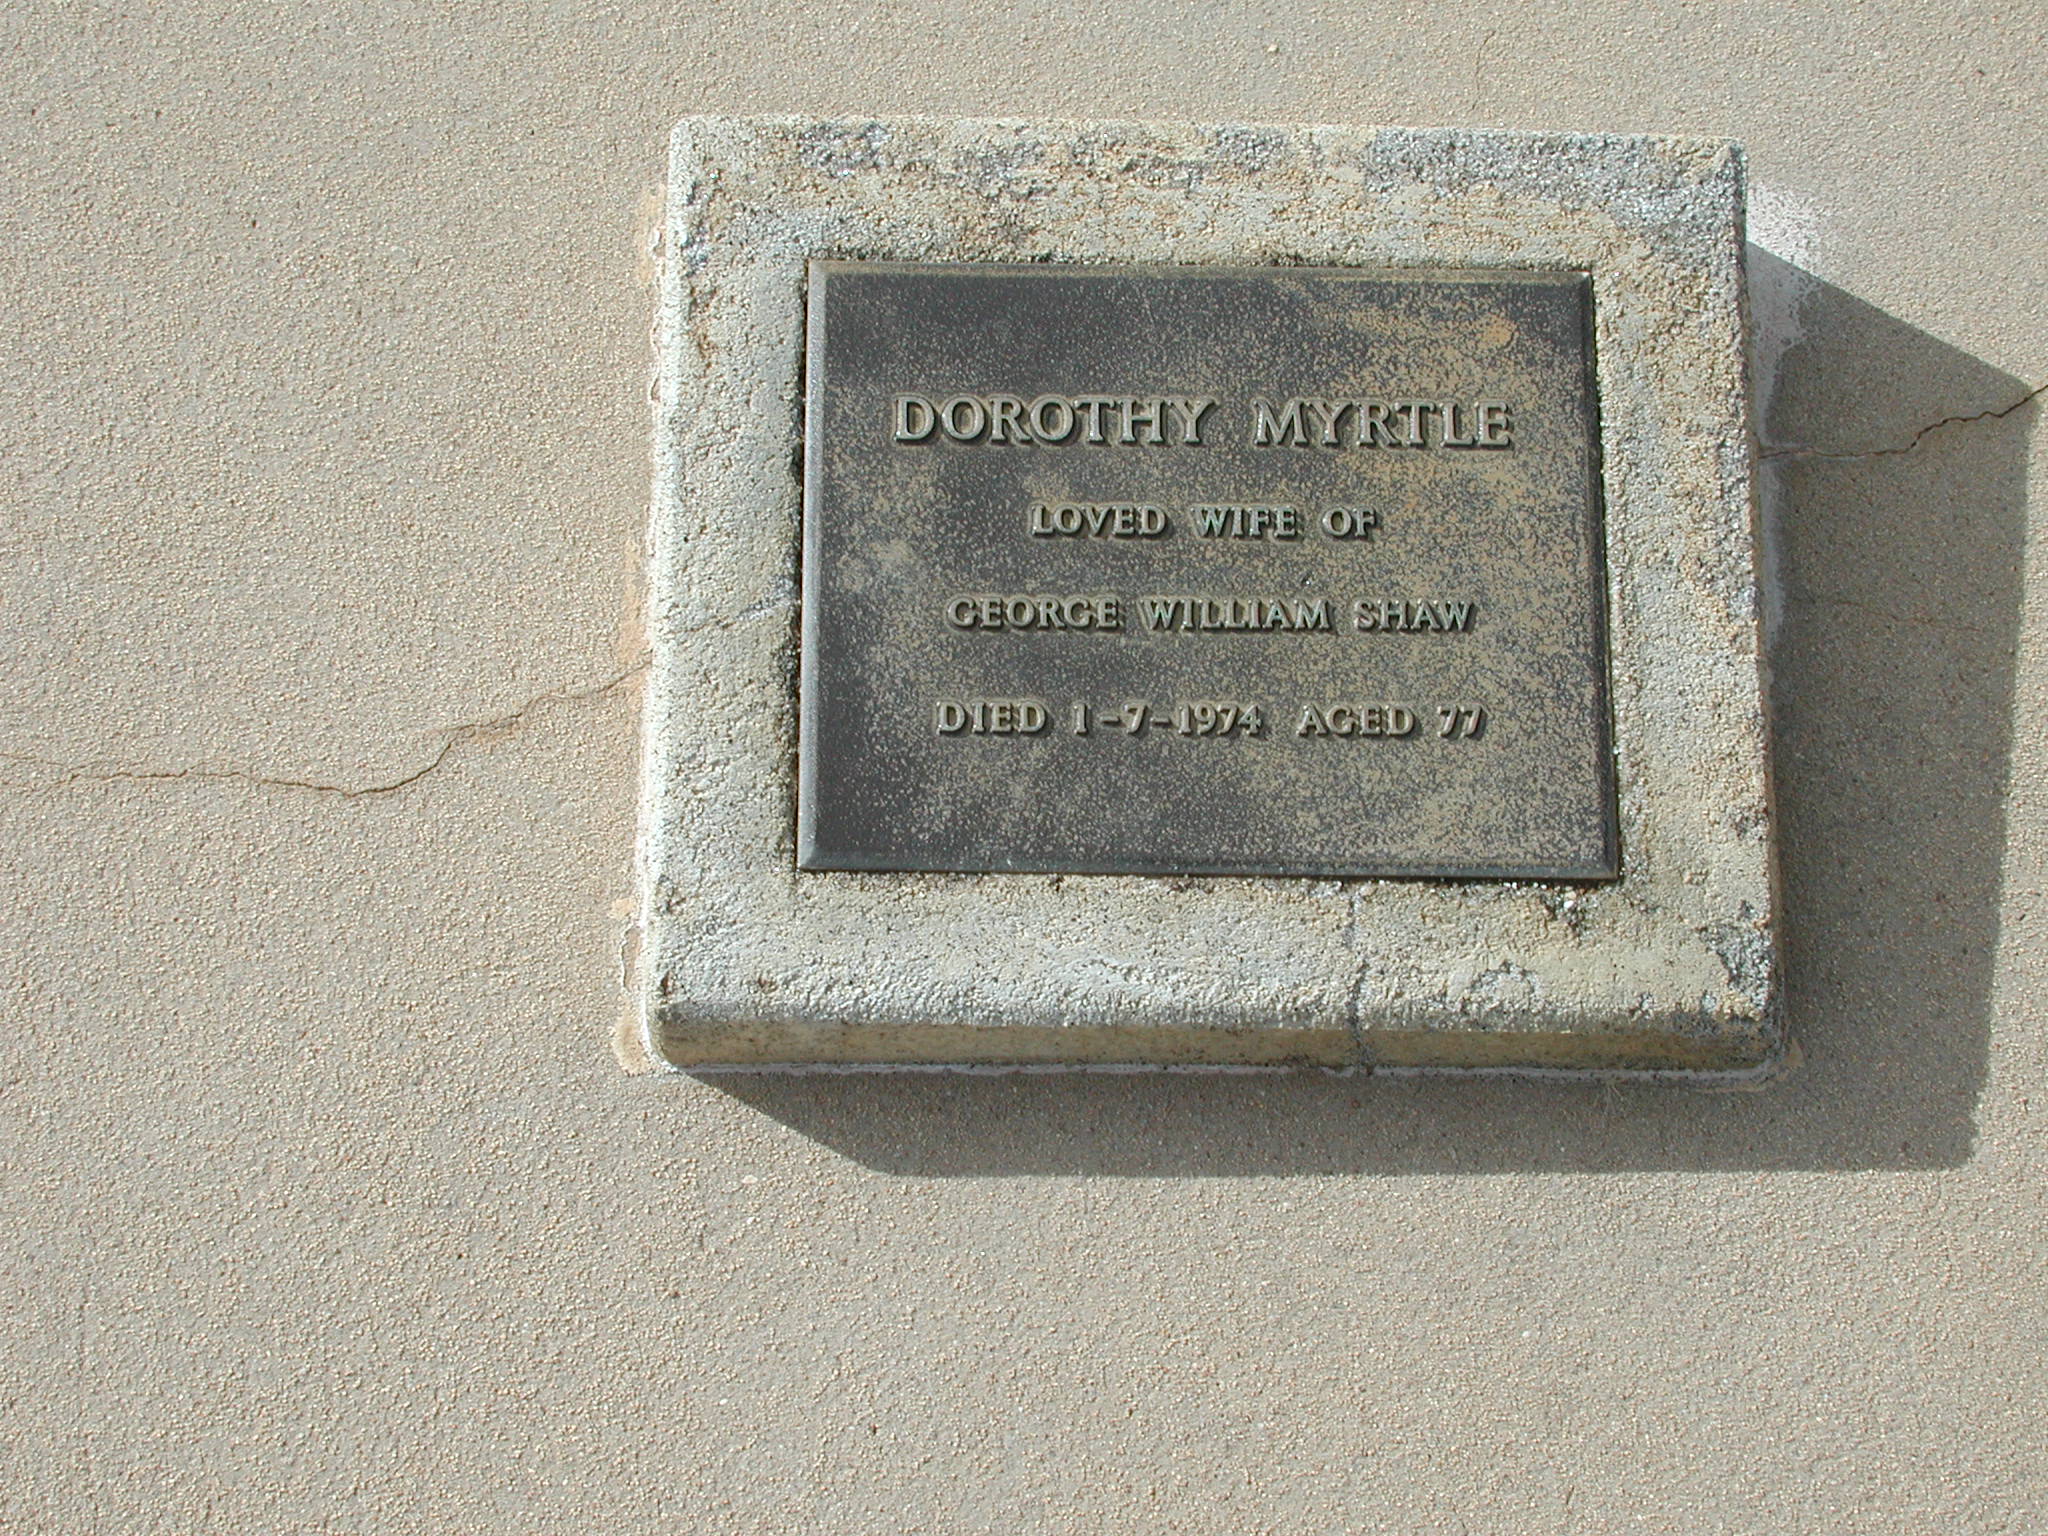 DOROTHY MYRTLE
LOVED WIFE OF
GEORGE WILLIAM SHAW
DIED 1-7-1974 AGED 77